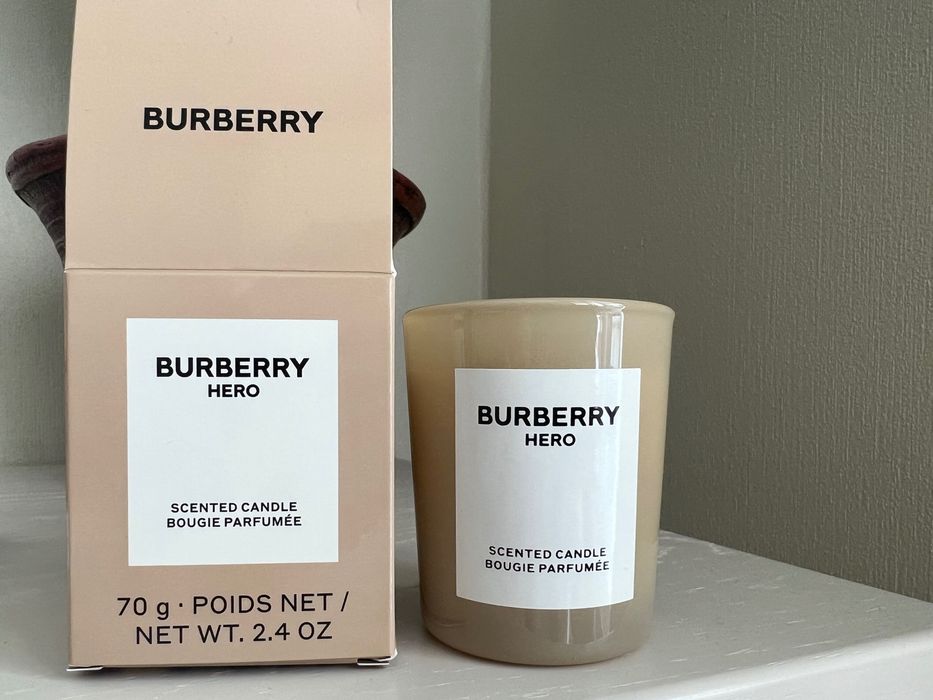 BURBERRY
BURBERRY
HERO
SCENTED CANDLE
BOUGIE PARFUMÉE
70 g · POIDS NET /
NET WT. 2.4 OZ
BURBERRY
HERO
SCENTED CANDLE
BOUGIE PARFUMÉE